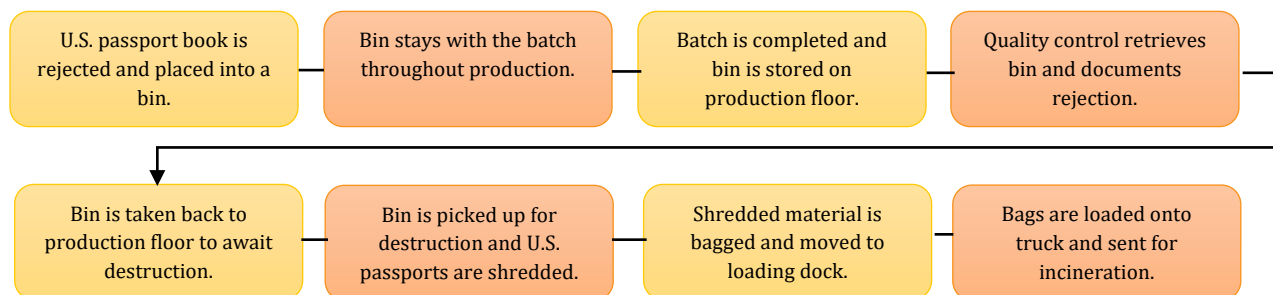 U.S. passport book is
rejected and placed into a
bin.
Bin stays with the batch
throughout production.
Batch is completed and
bin is stored on
production floor.
Quality control retrieves
bin and documents
rejection.
Bin is taken back to
production floor to await
destruction.
Bin is picked up for
destruction and U.S.
passports are shredded.
Shredded material is
bagged and moved to
loading dock.
Bags are loaded onto
truck and sent for
incineration.